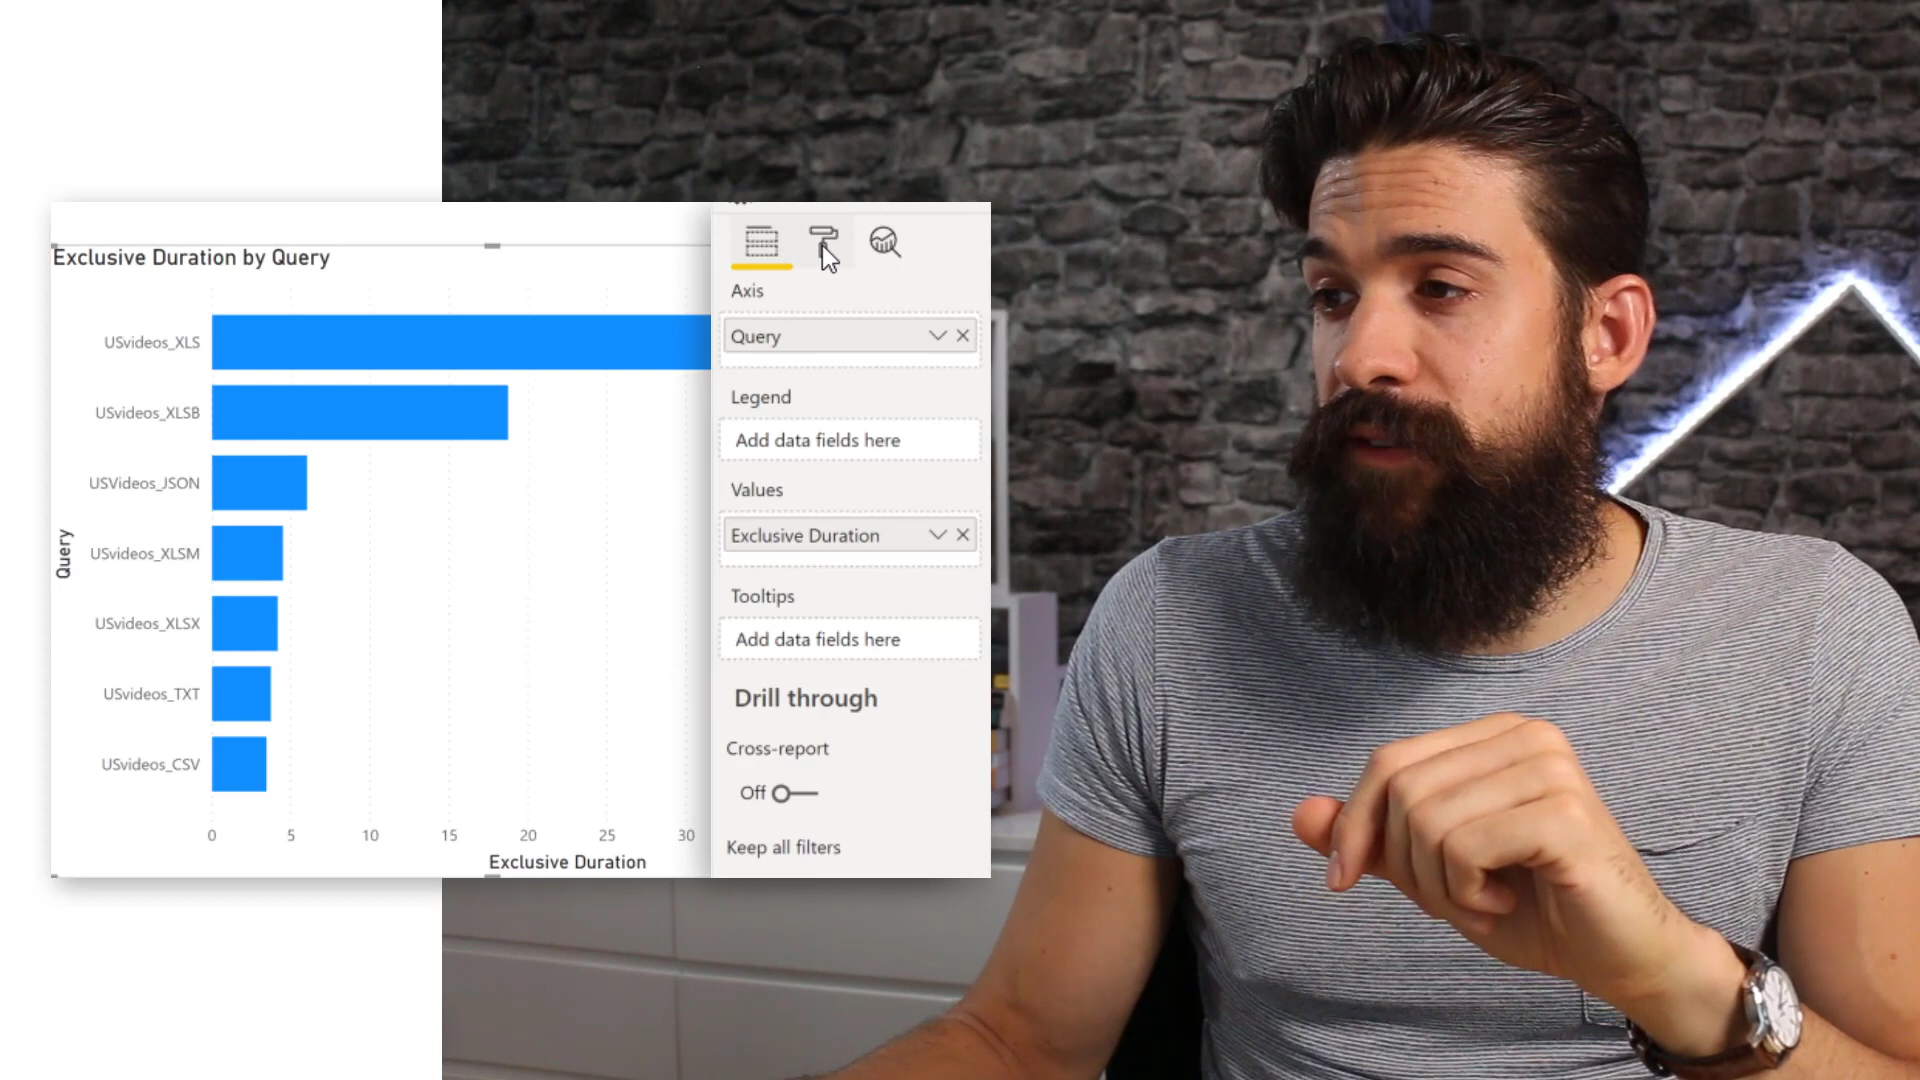 Exclusive Duration by Query
USvideos_XLS
USvideos_XLSB
USVideos_JSON
USvideos_XLSM
USvideos_XLSX
USvideos_TXT
USvideos_CSV
Query
0 5 10 15 20 25 30
Exclusive Duration
Axis
Query
Legend
Add data fields here
Values
Exclusive Duration
Tooltips
Add data fields here
Drill through
Cross-report
Off
Keep all filters